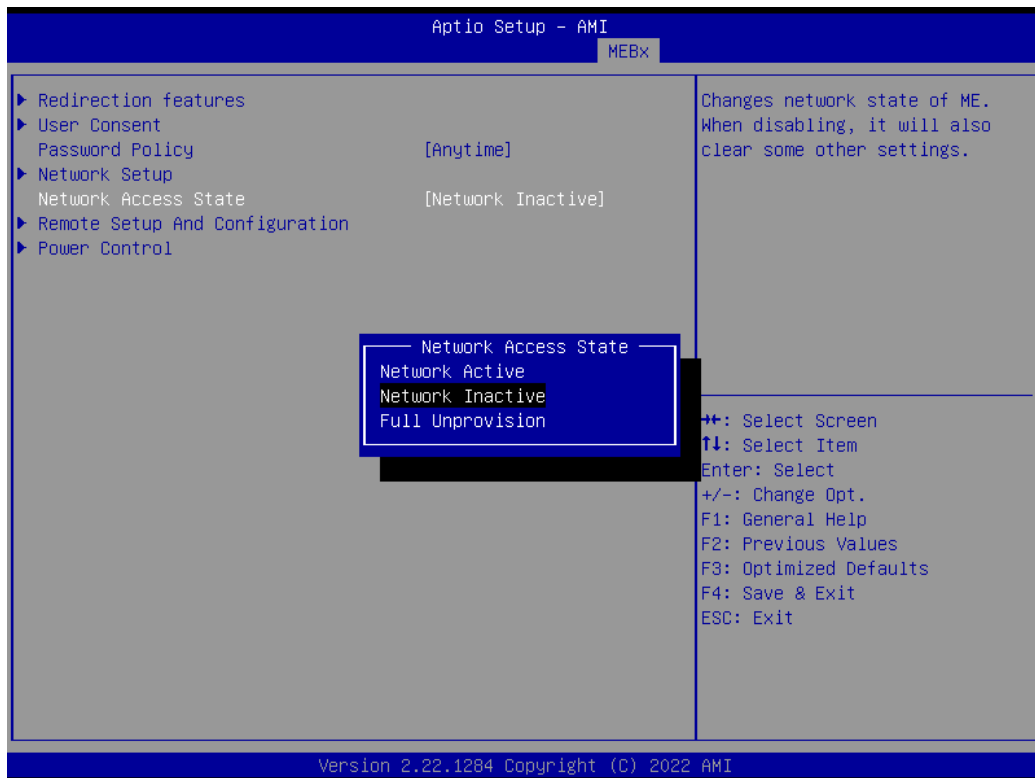 Aptio Setup – AMI
MEBx
Redirection features
User Consent
Password Policy [Anytime]
Network Setup
Network Access State [Network Inactive]
Remote Setup And Configuration
Power Control
Changes network state of ME.
When disabling, it will also
clear some other settings.
Network Access State
Network Active
Network Inactive
Full Unprovision
→←: Select Screen
↑↓: Select Item
Enter: Select
+/-: Change Opt.
F1: General Help
F2: Previous Values
F3: Optimized Defaults
F4: Save & Exit
ESC: Exit
Version 2.22.1284 Copyright (C) 2022 AMI